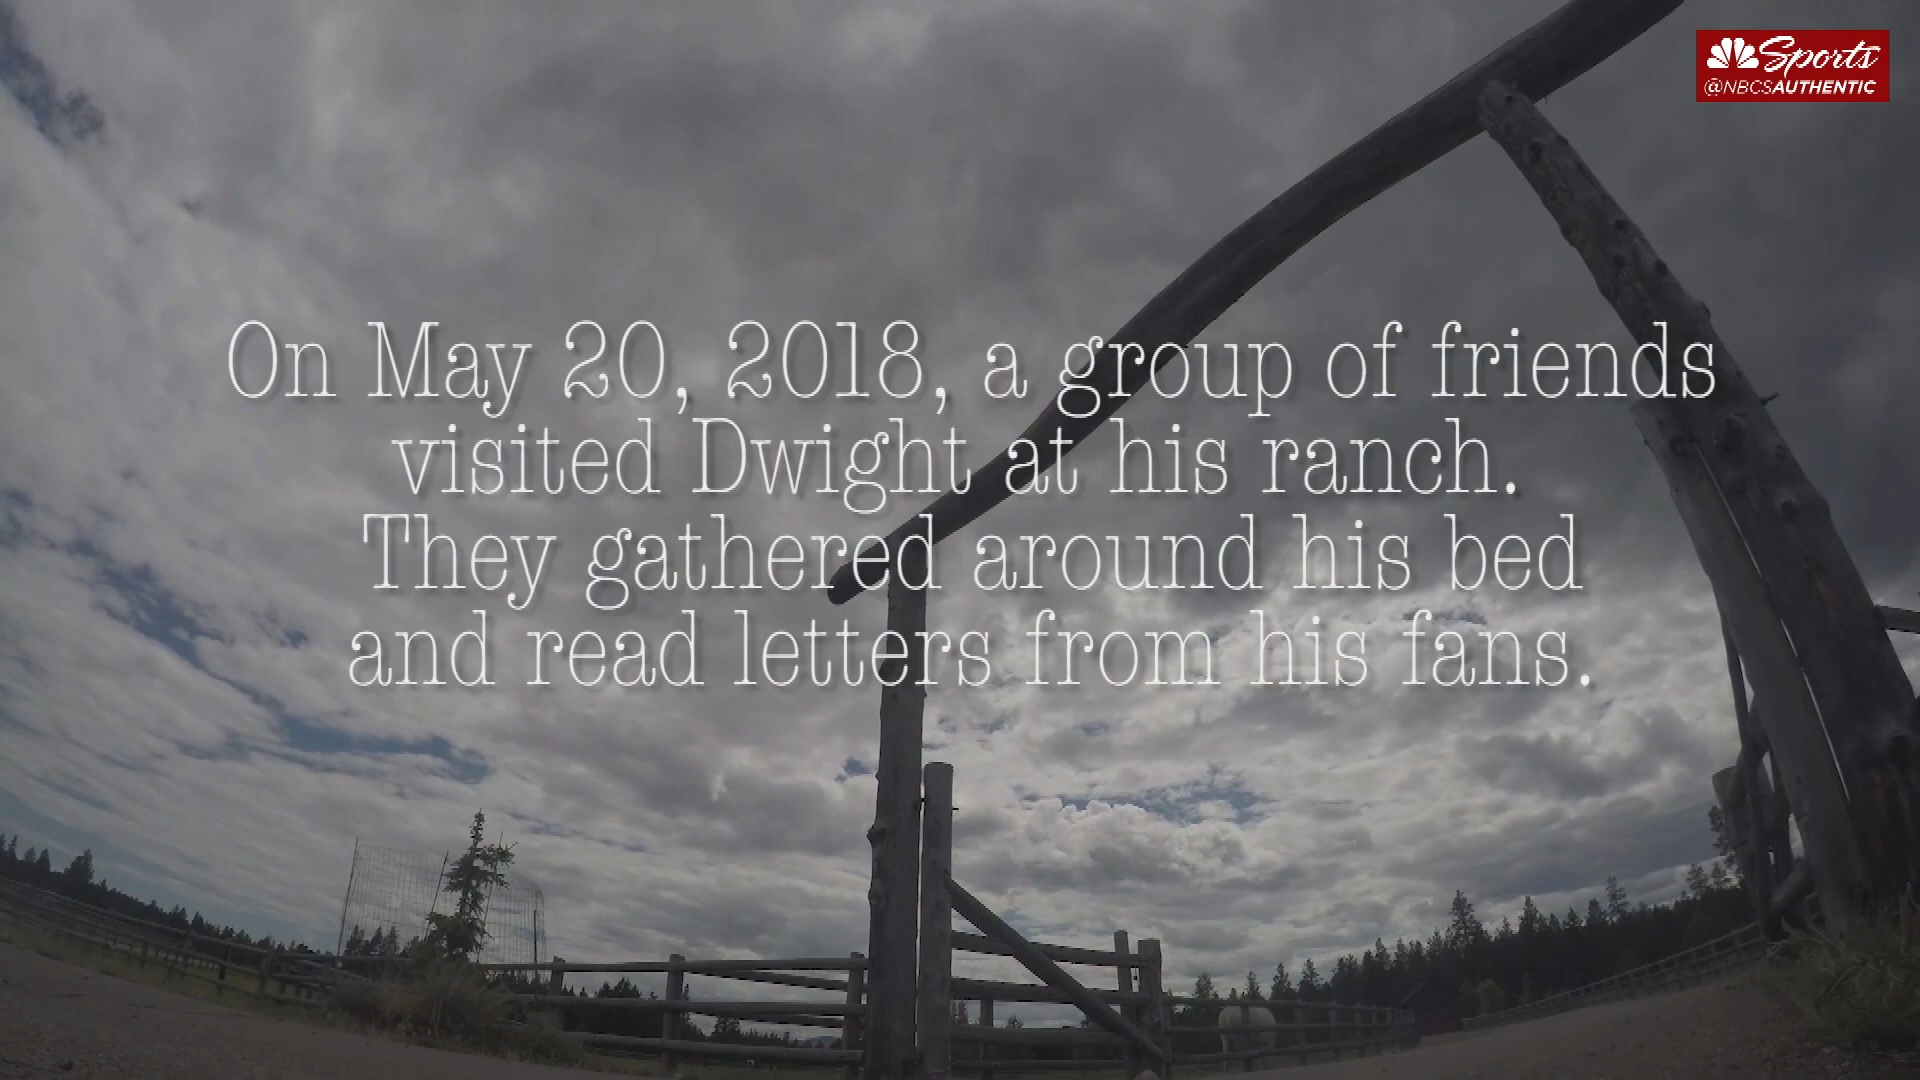 Sports
@NBCSAUTHENTIC
On May 20, 2018, a group of friends
visited Dwight at his ranch.
They gathered around his bed
and read letters from his fans.